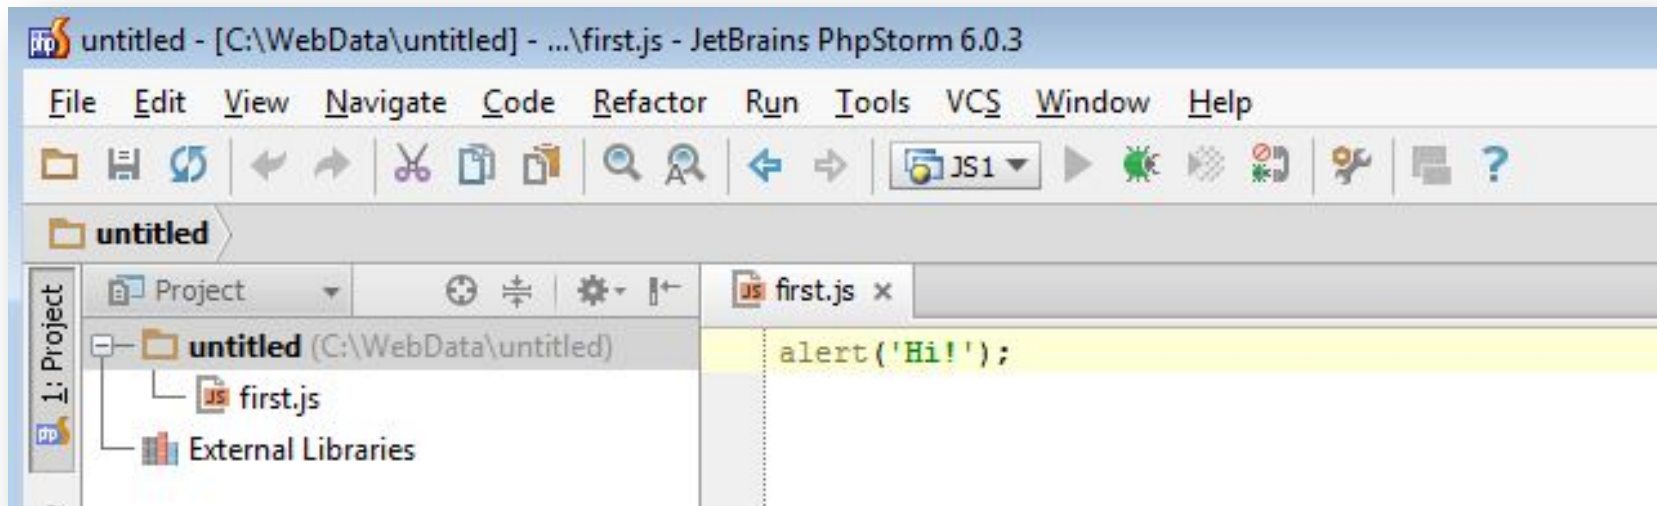 untitled - [C:\WebData\untitled] - ...\first.js - JetBrains PhpStorm 6.0.3
File Edit View Navigate Code Refactor Run Tools VCS Window Help
JS1
untitled
1: Project
Project
first.js
untitled (C:\WebData\untitled)
first.js
External Libraries
alert('Hi!');